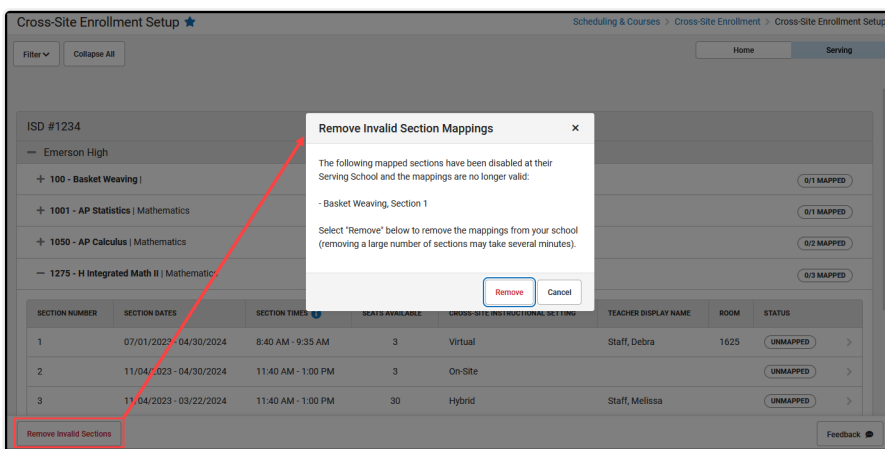 Cross-Site Enrollment Setup
Scheduling & Courses > Cross-Site Enrollment > Cross-Site Enrollment Setup
Filter
Collapse All
Home
Serving
ISD #1234
Emerson High
+ 100 - Basket Weaving |
0/1 MAPPED
+ 1001 - AP Statistics | Mathematics
0/1 MAPPED
+ 1050 - AP Calculus | Mathematics
0/2 MAPPED
− 1275 - H Integrated Math II | Mathematics
0/3 MAPPED
Remove Invalid Section Mappings
×
The following mapped sections have been disabled at their
Serving School and the mappings are no longer valid:
- Basket Weaving, Section 1
Select "Remove" below to remove the mappings from your school
(removing a large number of sections may take several minutes).
Remove
Cancel
SECTION NUMBER SECTION DATES SECTION TIMES SEATS AVAILABLE CROSS-SITE INSTRUCTIONAL SETTING TEACHER DISPLAY NAME ROOM STATUS
1 07/01/2023 - 04/30/2024 8:40 AM - 9:35 AM 3 Virtual Staff, Debra 1625 UNMAPPED
2 11/04/2023 - 04/30/2024 11:40 AM - 1:00 PM 3 On-Site UNMAPPED
3 11/04/2023 - 03/22/2024 11:40 AM - 1:00 PM 30 Hybrid Staff, Melissa UNMAPPED
Remove Invalid Sections
Feedback